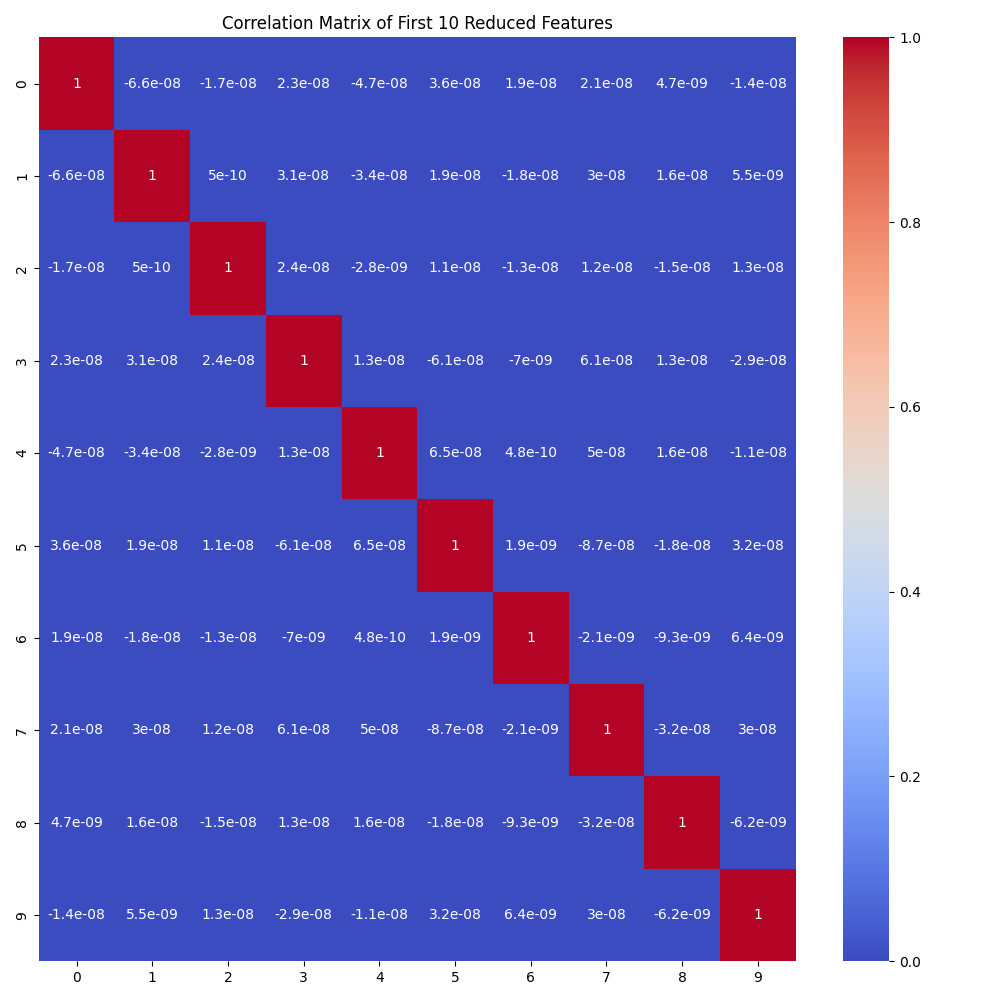 Correlation Matrix of First 10 Reduced Features
0 1 -6.6e-08 -1.7e-08 2.3e-08 -4.7e-08 3.6e-08 1.9e-08 2.1e-08 4.7e-09 -1.4e-08
1 -6.6e-08 1 5e-10 3.1e-08 -3.4e-08 1.9e-08 -1.8e-08 3e-08 1.6e-08 5.5e-09
2 -1.7e-08 5e-10 1 2.4e-08 -2.8e-09 1.1e-08 -1.3e-08 1.2e-08 -1.5e-08 1.3e-08
3 2.3e-08 3.1e-08 2.4e-08 1 1.3e-08 -6.1e-08 -7e-09 6.1e-08 1.3e-08 -2.9e-08
4 -4.7e-08 -3.4e-08 -2.8e-09 1.3e-08 1 6.5e-08 4.8e-10 5e-08 1.6e-08 -1.1e-08
5 3.6e-08 1.9e-08 1.1e-08 -6.1e-08 6.5e-08 1 1.9e-09 -8.7e-08 -1.8e-08 3.2e-08
6 1.9e-08 -1.8e-08 -1.3e-08 -7e-09 4.8e-10 1.9e-09 1 -2.1e-09 -9.3e-09 6.4e-09
7 2.1e-08 3e-08 1.2e-08 6.1e-08 5e-08 -8.7e-08 -2.1e-09 1 -3.2e-08 3e-08
8 4.7e-09 1.6e-08 -1.5e-08 1.3e-08 1.6e-08 -1.8e-08 -9.3e-09 -3.2e-08 1 -6.2e-09
9 -1.4e-08 5.5e-09 1.3e-08 -2.9e-08 -1.1e-08 3.2e-08 6.4e-09 3e-08 -6.2e-09 1
0 1 2 3 4 5 6 7 8 9
1.0
0.8
0.6
0.4
0.2
0.0